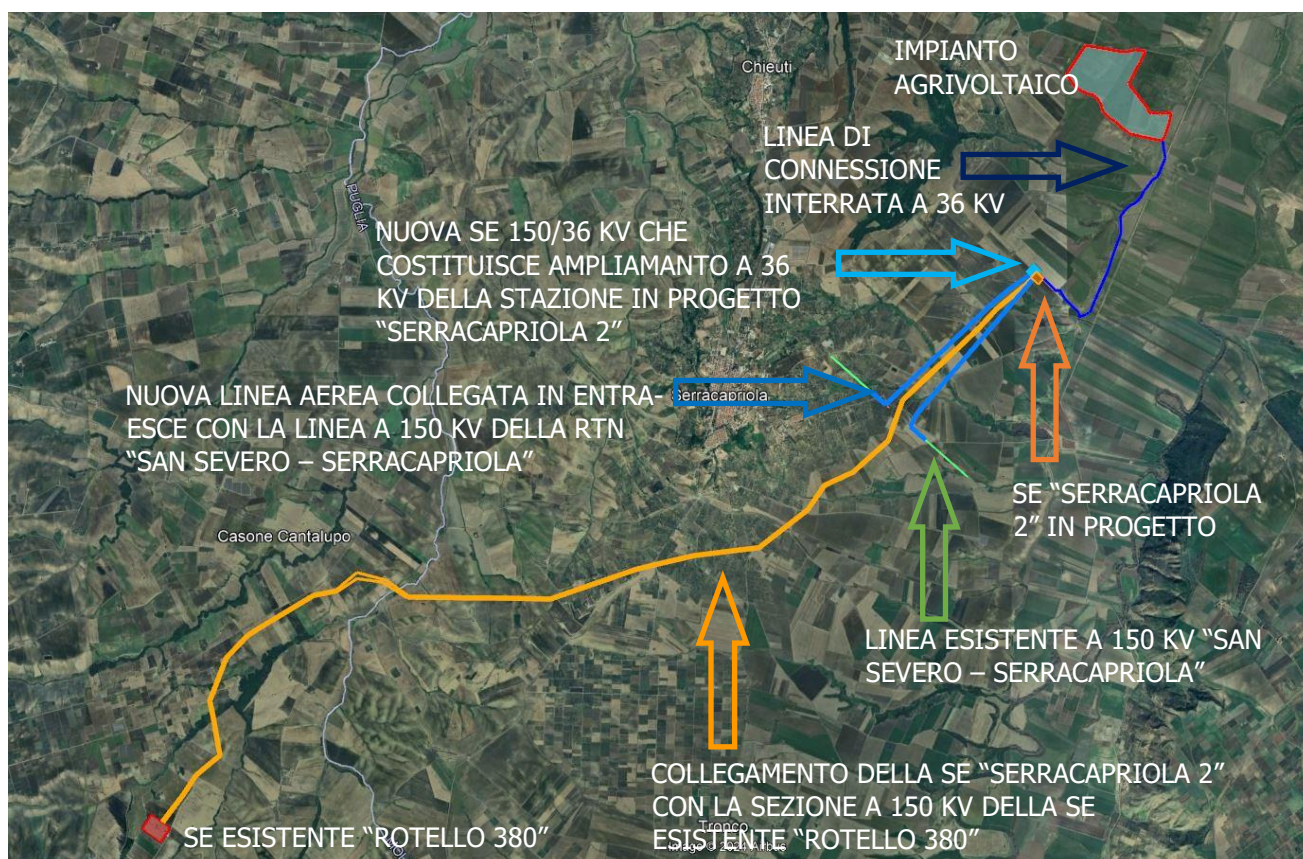 IMPIANTO
AGRIVOLTAICO
Chieuti
LINEA DI
CONNESSIONE
INTERRATA A 36 KV
PUGLIA
NUOVA SE 150/36 KV CHE
COSTITUISCE AMPLIAMANTO A 36
KV DELLA STAZIONE IN PROGETTO
“SERRACAPRIOLA 2”
NUOVA LINEA AEREA COLLEGATA IN ENTRA-
ESCE CON LA LINEA A 150 KV DELLA RTN
“SAN SEVERO – SERRACAPRIOLA”
Serracapriola
SE “SERRACAPRIOLA
2” IN PROGETTO
Casone Cantalupo
LINEA ESISTENTE A 150 KV “SAN
SEVERO – SERRACAPRIOLA”
COLLEGAMENTO DELLA SE “SERRACAPRIOLA 2”
CON LA SEZIONE A 150 KV DELLA SE
ESISTENTE “ROTELLO 380”
Tronco
Image © 2024 Airbus
SE ESISTENTE “ROTELLO 380”